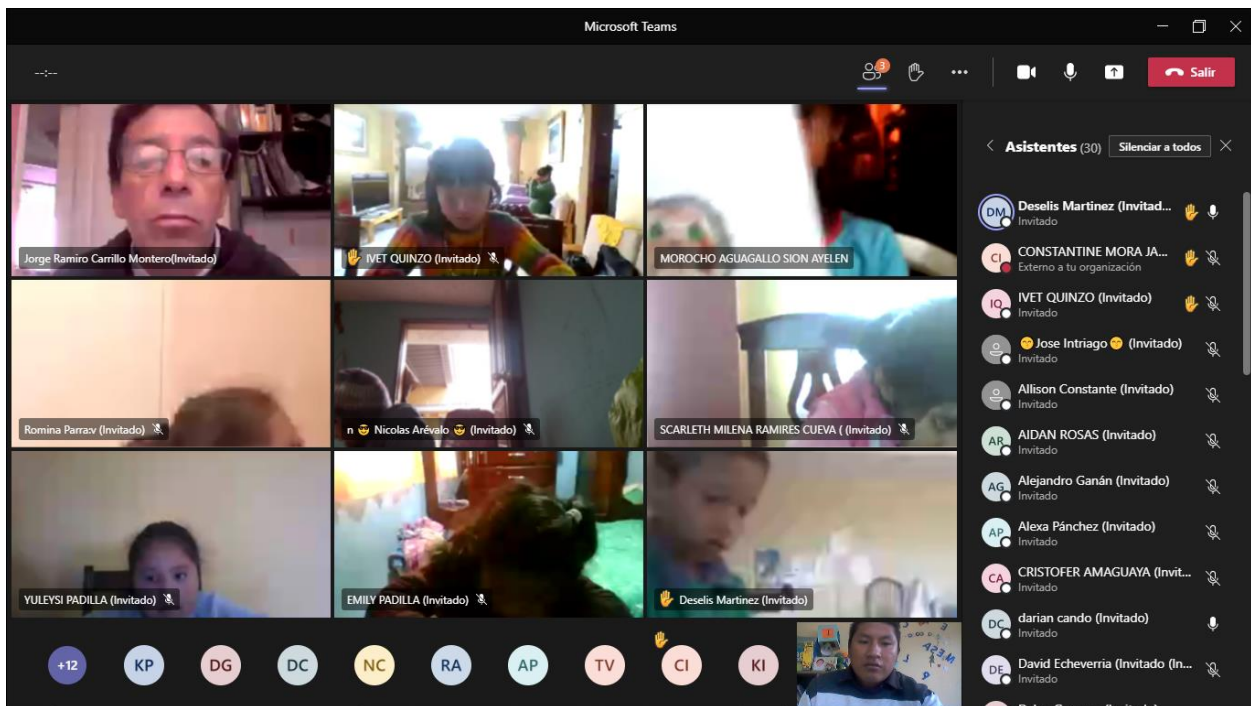 Microsoft Teams
--:--
3
Salir
Jorge Ramiro Carrillo Montero(Invitado)
IVET QUINZO (Invitado)
MOROCHO AGUAGALLO SION AYELEN
Romina Parra:v (Invitado)
n 😎 Nicolas Arévalo 😎 (Invitado)
SCARLETH MILENA RAMIRES CUEVA ( (Invitado)
YULEYSI PADILLA (Invitado)
EMILY PADILLA (Invitado)
Deselis Martinez (Invitado)
+12
KP
DG
DC
NC
RA
AP
TV
CI
KI
Asistentes (30)
Silenciar a todos
DM
Deselis Martinez (Invitad...
Invitado
CI
CONSTANTINE MORA JA...
Externo a tu organización
IQ
IVET QUINZO (Invitado)
Invitado
😁Jose Intriago😁 (Invitado)
Invitado
Allison Constante (Invitado)
Invitado
AR
AIDAN ROSAS (Invitado)
Invitado
AG
Alejandro Ganán (Invitado)
Invitado
AP
Alexa Pánchez (Invitado)
Invitado
CA
CRISTOFER AMAGUAYA (Invit...
Invitado
DC
darian cando (Invitado)
Invitado
DE
David Echeverria (Invitado (In...
Invitado